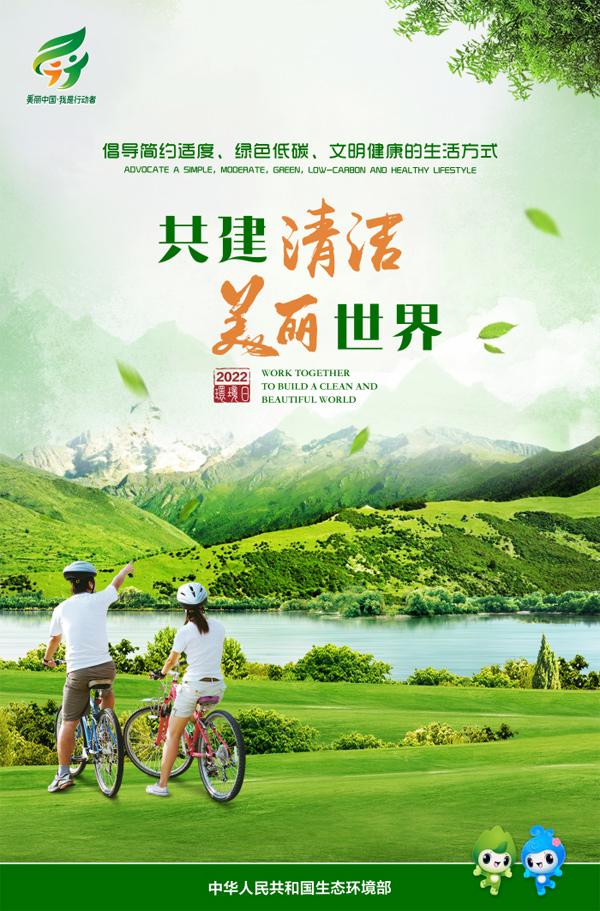 美丽中国·我是行动者
倡导简约适度、绿色低碳、文明健康的生活方式
ADVOCATE A SIMPLE, MODERATE, GREEN, LOW-CARBON AND HEALTHY LIFESTYLE
共建清洁
美丽世界
2022
環境日
WORK TOGETHER
TO BUILD A CLEAN AND
BEAUTIFUL WORLD
中华人民共和国生态环境部